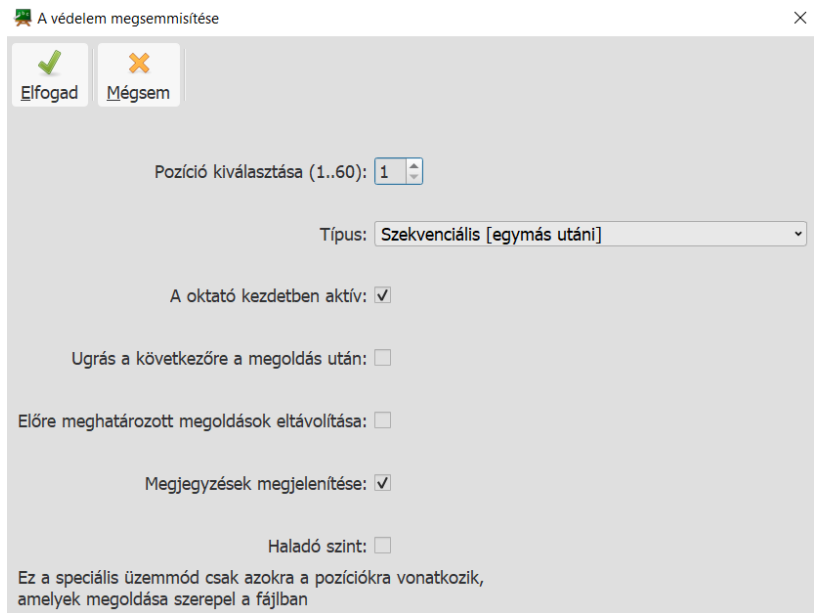 A védelem megsemmisítése
Elfogad Mégsem
Pozíció kiválasztása (1..60): 1
Típus: Szekvenciális [egymás utáni]
A oktató kezdetben aktív:
Ugrás a következőre a megoldás után:
Előre meghatározott megoldások eltávolítása:
Megjegyzések megjelenítése:
Haladó szint:
Ez a speciális üzemmód csak azokra a pozíciókra vonatkozik,
amelyek megoldása szerepel a fájlban